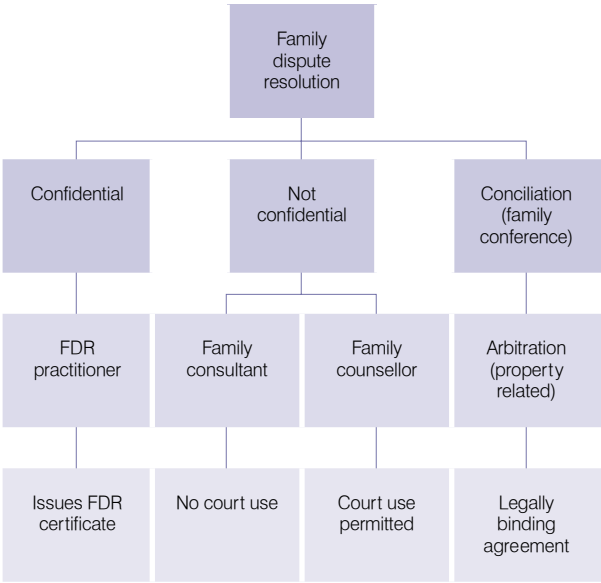 Family
dispute
resolution
Confidential
Not
confidential
Conciliation
(family
conference)
FDR
practitioner
Family
consultant
Family
counsellor
Arbitration
(property
related)
Issues FDR
certificate
No court use
Court use
permitted
Legally
binding
agreement